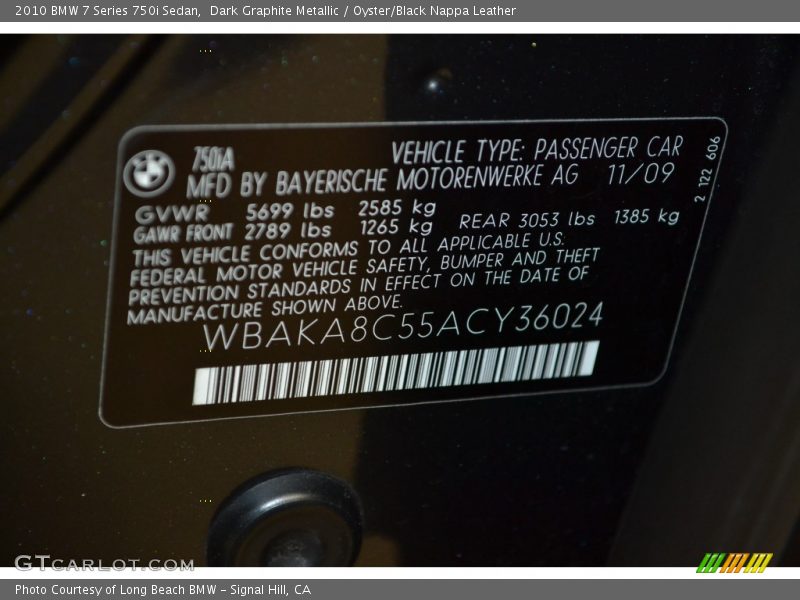 2010 BMW 7 Series 750i Sedan, Dark Graphite Metallic / Oyster/Black Nappa Leather
750iA
VEHICLE TYPE: PASSENGER CAR
MFD BY BAYERISCHE MOTORENWERKE AG 11/09
2 122 606
GVWR 5699 lbs 2585 kg
GAWR FRONT 2789 lbs 1265 kg REAR 3053 lbs 1385 kg
THIS VEHICLE CONFORMS TO ALL APPLICABLE U.S.
FEDERAL MOTOR VEHICLE SAFETY, BUMPER AND THEFT
PREVENTION STANDARDS IN EFFECT ON THE DATE OF
MANUFACTURE SHOWN ABOVE.
WBAKA8C55ACY36024
GTCARLOT.COM
Photo Courtesy of Long Beach BMW - Signal Hill, CA